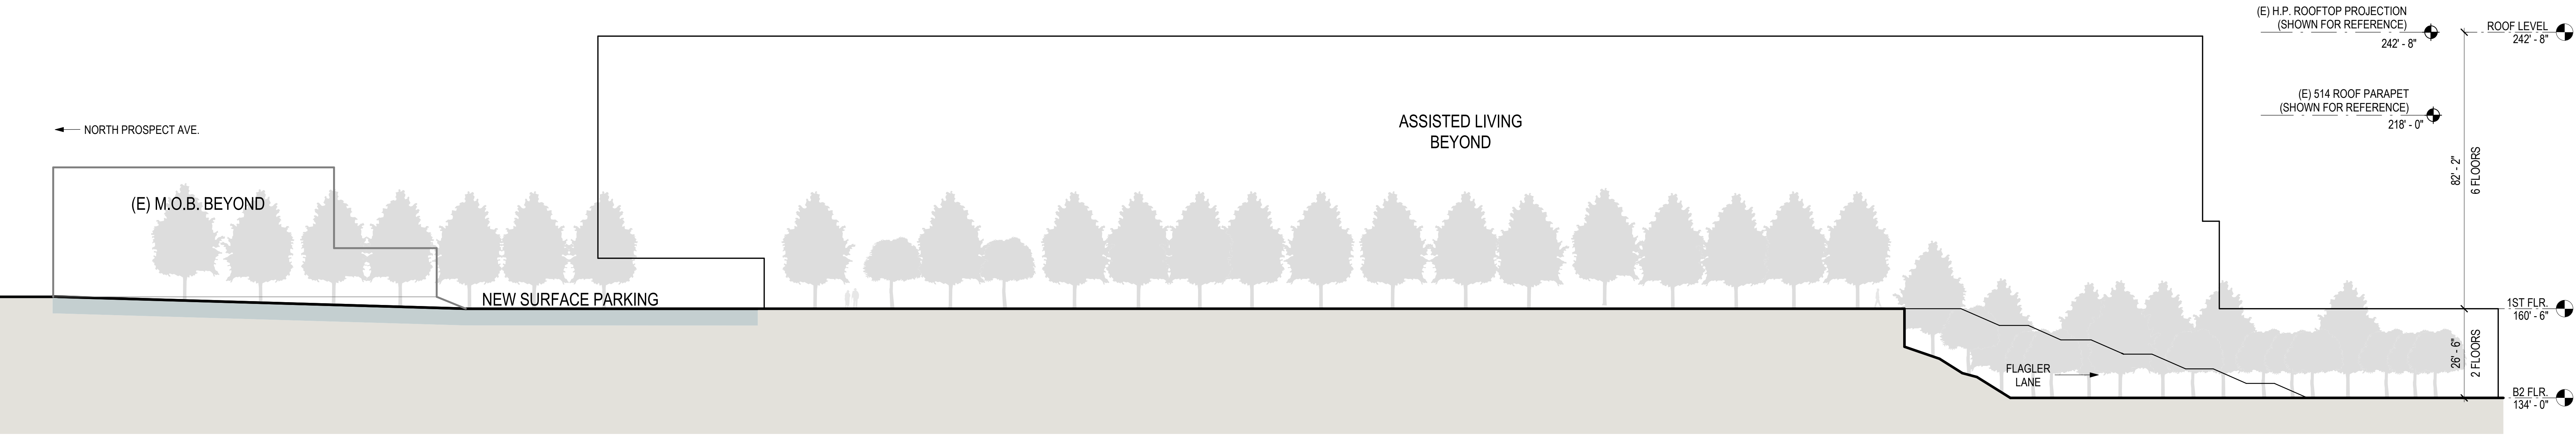 (E) H.P. ROOFTOP PROJECTION
(SHOWN FOR REFERENCE)
242' - 8"
ROOF LEVEL
242' - 8"
(E) 514 ROOF PARAPET
(SHOWN FOR REFERENCE)
218' - 0"
NORTH PROSPECT AVE.
ASSISTED LIVING
BEYOND
(E) M.O.B. BEYOND
82' - 2"
6 FLOORS
NEW SURFACE PARKING
1ST FLR.
160' - 6"
26' - 6"
2 FLOORS
FLAGLER
LANE
B2 FLR.
134' - 0"